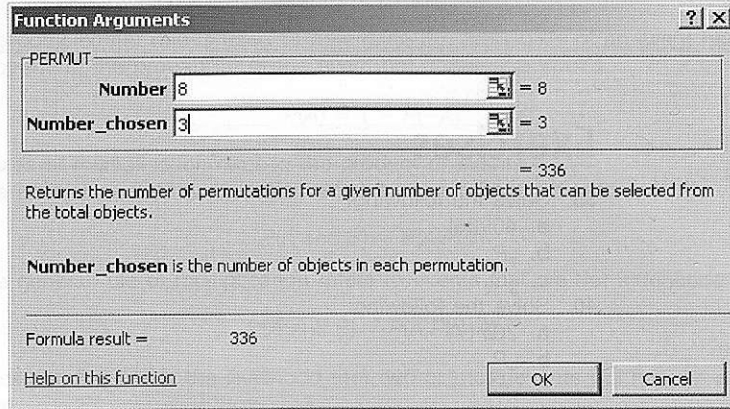 Function Arguments ? X
PERMUT
Number 8 = 8
Number_chosen 3 = 3
= 336
Returns the number of permutations for a given number of objects that can be selected from
the total objects.
Number_chosen is the number of objects in each permutation.
Formula result = 336
Help on this function OK Cancel